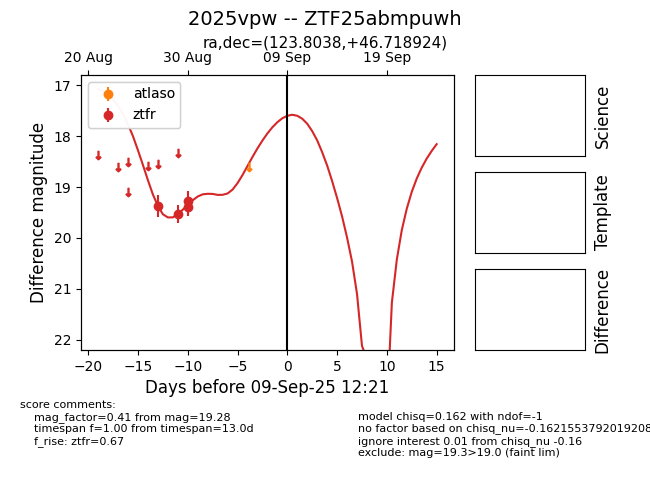 2025vpw -- ZTF25abmpuwh
ra,dec=(123.8038,+46.718924)
20 Aug 30 Aug 09 Sep 19 Sep
atlaso
ztfr
17
18
19
20
21
22
Difference magnitude
−20 −15 −10 −5 0 5 10 15
Days before 09-Sep-25 12:21
Science
Template
Difference
score comments:
mag_factor=0.41 from mag=19.28
timespan f=1.00 from timespan=13.0d
f_rise: ztfr=0.67
model chisq=0.162 with ndof=-1
no factor based on chisq_nu=-0.1621553792019208
ignore interest 0.01 from chisq_nu -0.16
exclude: mag=19.3>19.0 (faint lim)